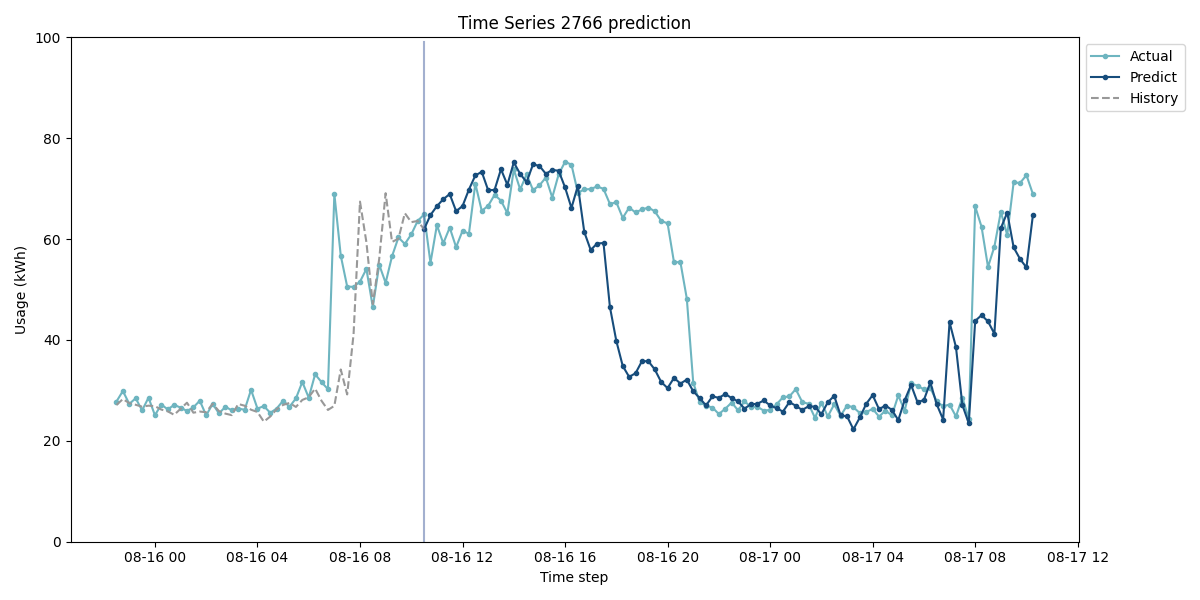 Time Series 2766 prediction
100
80
60
40
20
0
Usage (kWh)
08-16 00
08-16 04
08-16 08
08-16 12
08-16 16
08-16 20
08-17 00
08-17 04
08-17 08
08-17 12
Time step
Actual
Predict
History